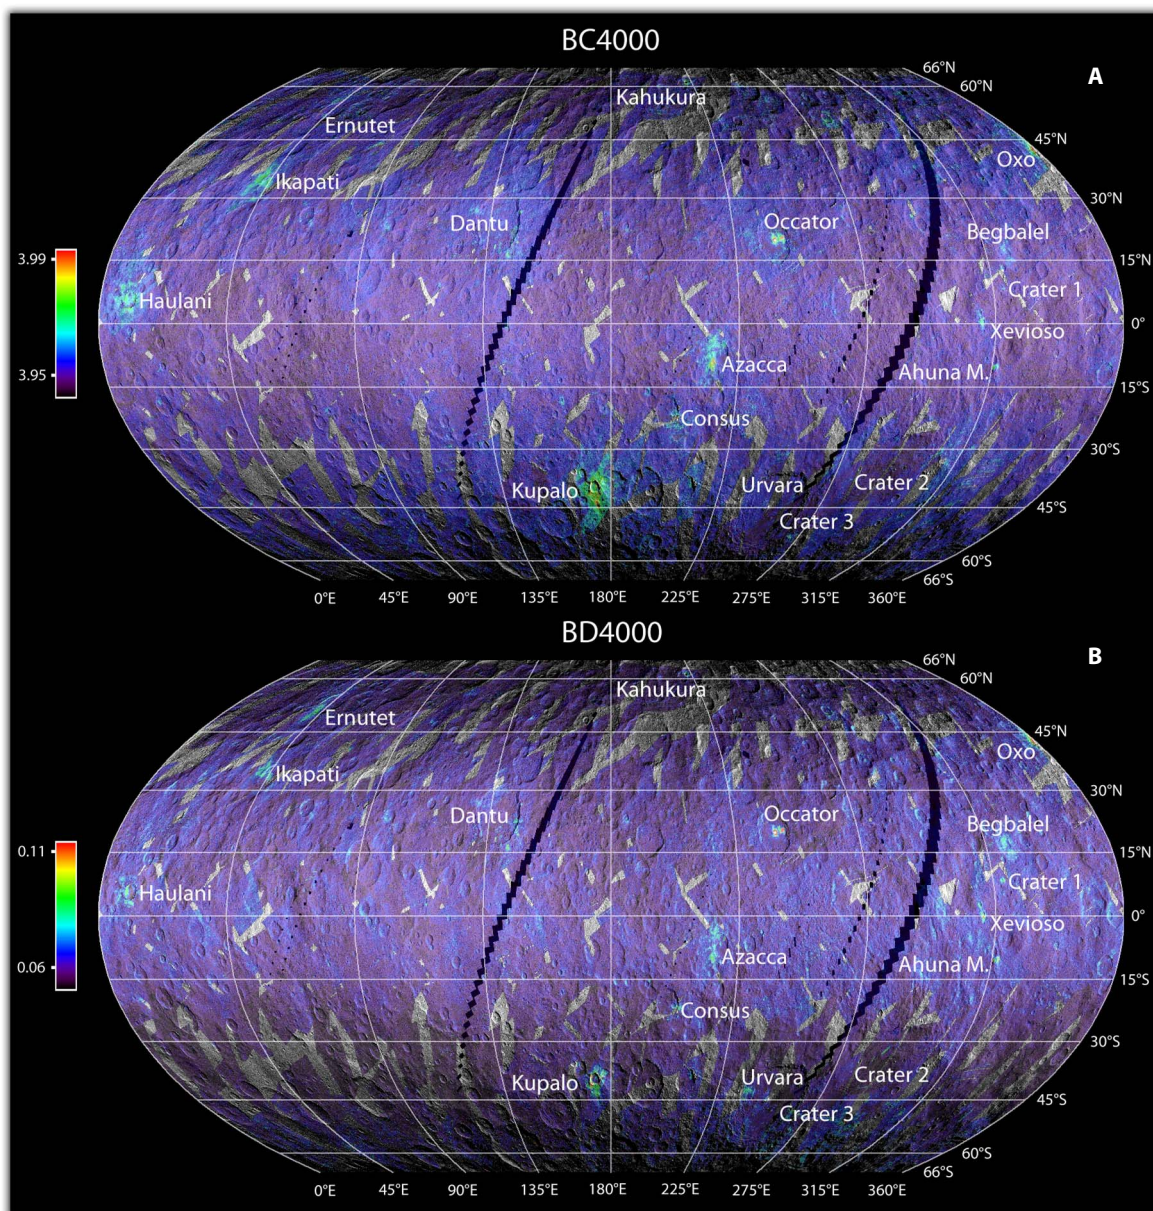 BC4000
A
66°N
60°N
Kahukura
Ernutet
45°N
Oxo
Ikapati
30°N
Dantu
Occator
Begbalel
3.99
15°N
Haulani
Crater 1
0°
Xevioso
Azacca
Ahuna M.
3.95
15°S
Consus
30°S
Kupalo
Urvara
Crater 2
45°S
Crater 3
60°S
66°S
0°E 45°E 90°E 135°E 180°E 225°E 275°E 315°E 360°E
BD4000
B
66°N
60°N
Kahukura
Ernutet
45°N
Oxo
Ikapati
30°N
Dantu
Occator
Begbalel
0.11
15°N
Haulani
Crater 1
0°
Xevioso
Azacca
Ahuna M.
0.06
15°S
Consus
30°S
Kupalo
Urvara
Crater 2
45°S
Crater 3
60°S
66°S
0°E 45°E 90°E 135°E 180°E 225°E 275°E 315°E 360°E